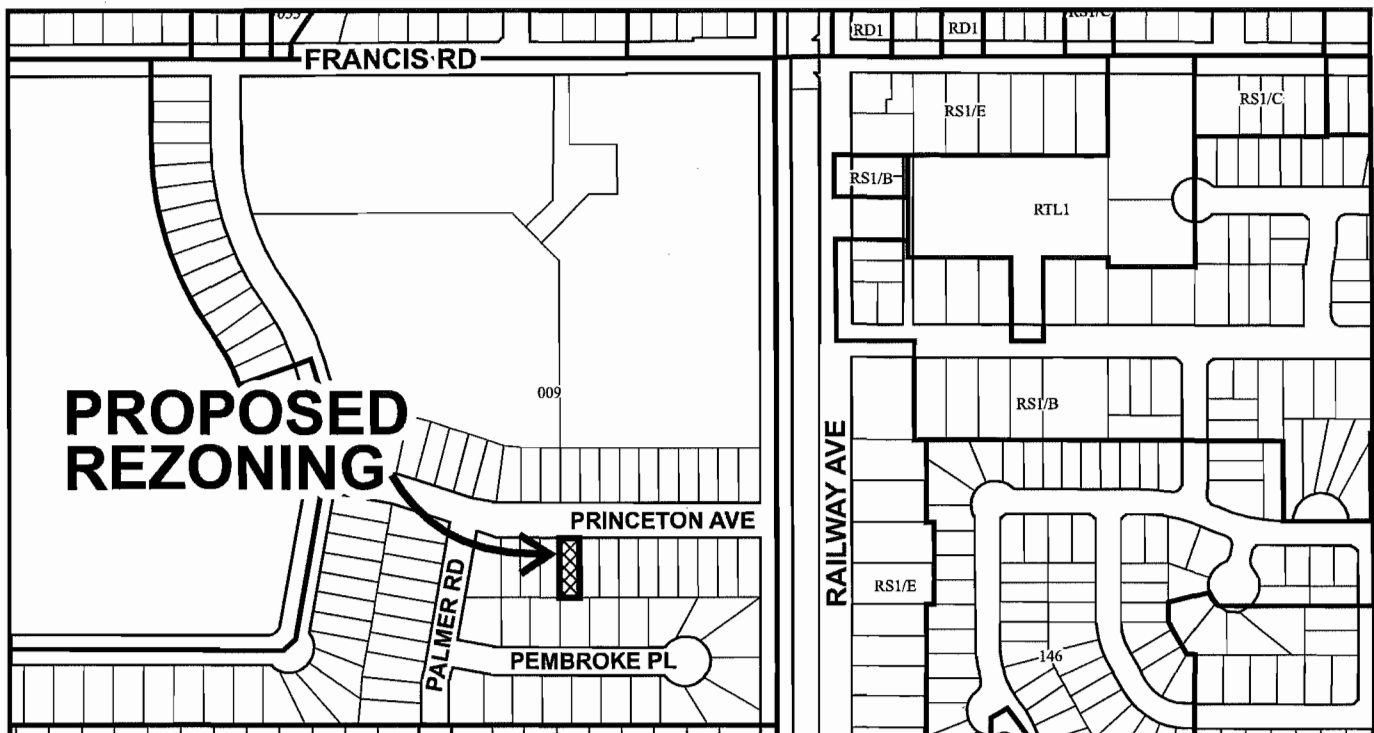 RS1/C
RD1
RD1
FRANCIS RD
RS1/E
RS1/C
RS1/B
RTL1
009
PROPOSED
REZONING
RS1/B
RAILWAY AVE
PRINCETON AVE
PALMER RD
RS1/E
PEMBROKE PL
146